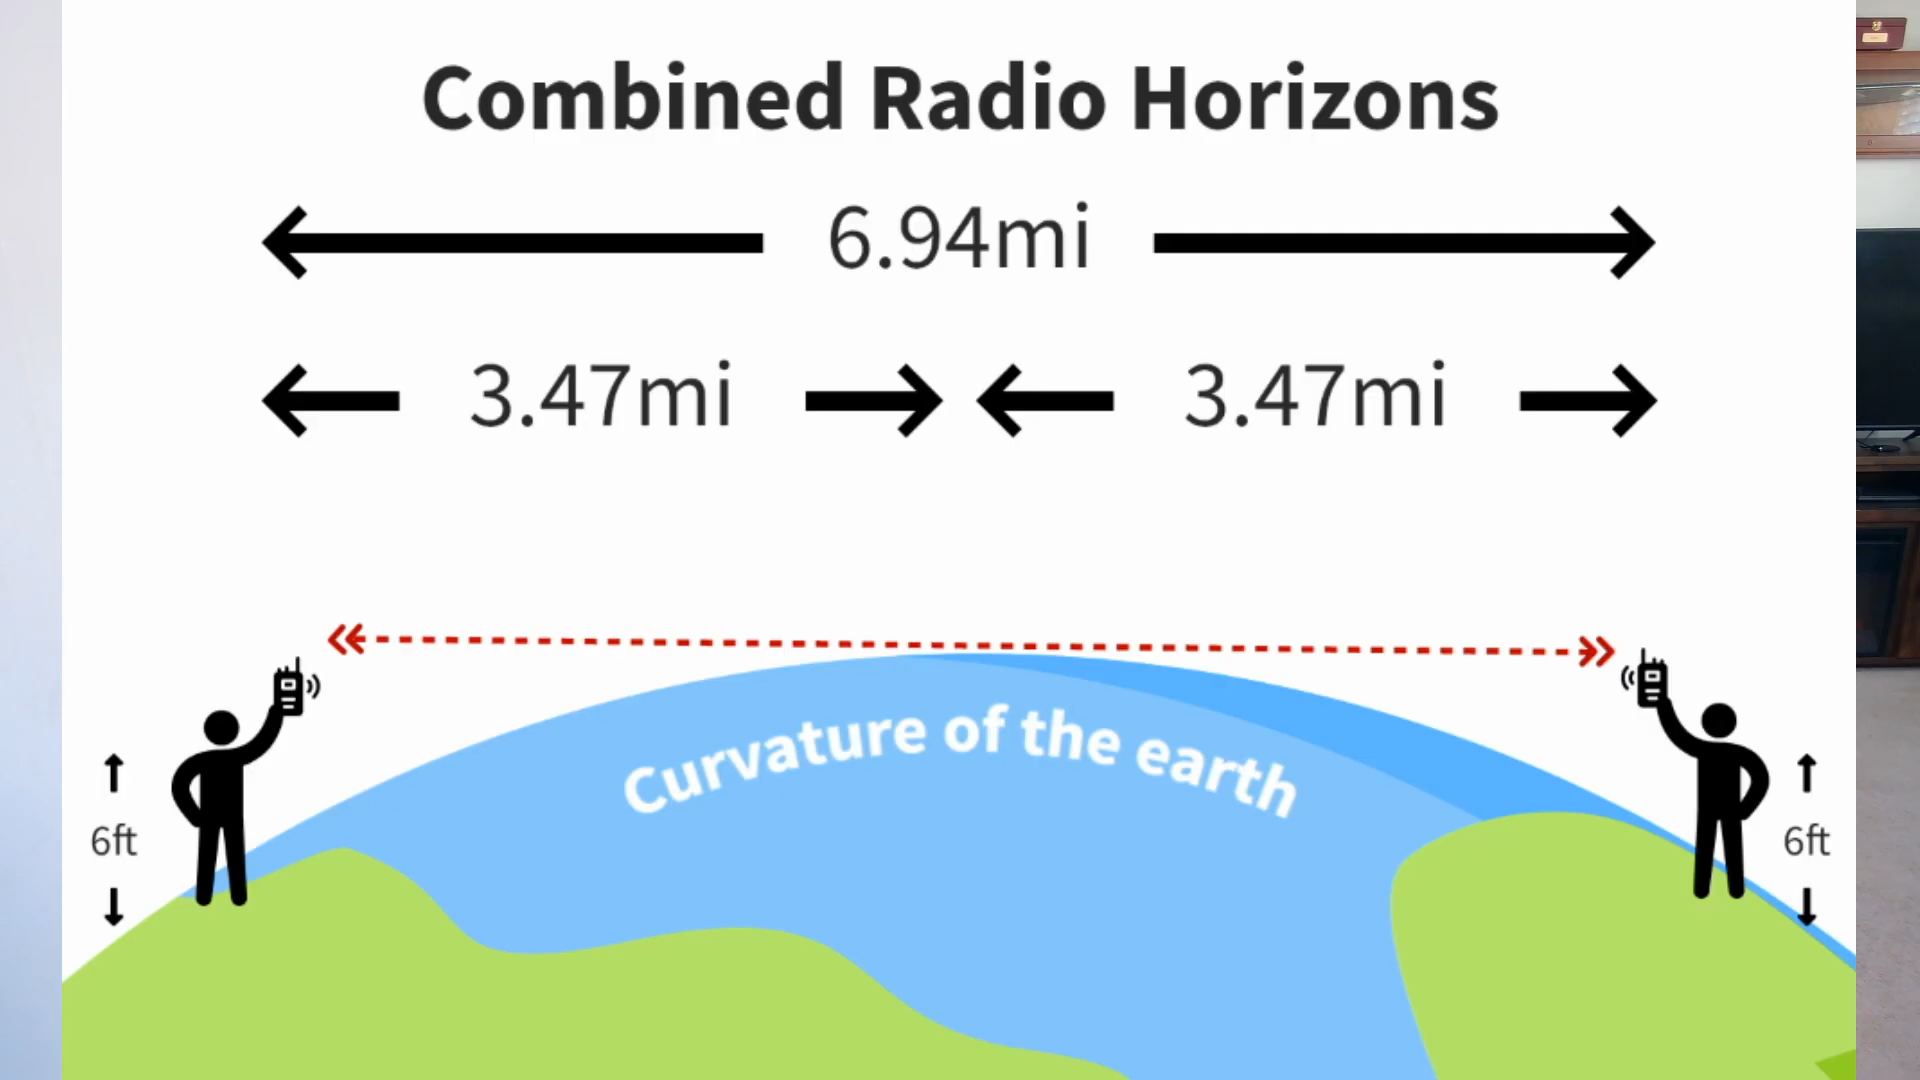 Combined Radio Horizons
6.94mi
3.47mi 3.47mi
Curvature of the earth
6ft 6ft